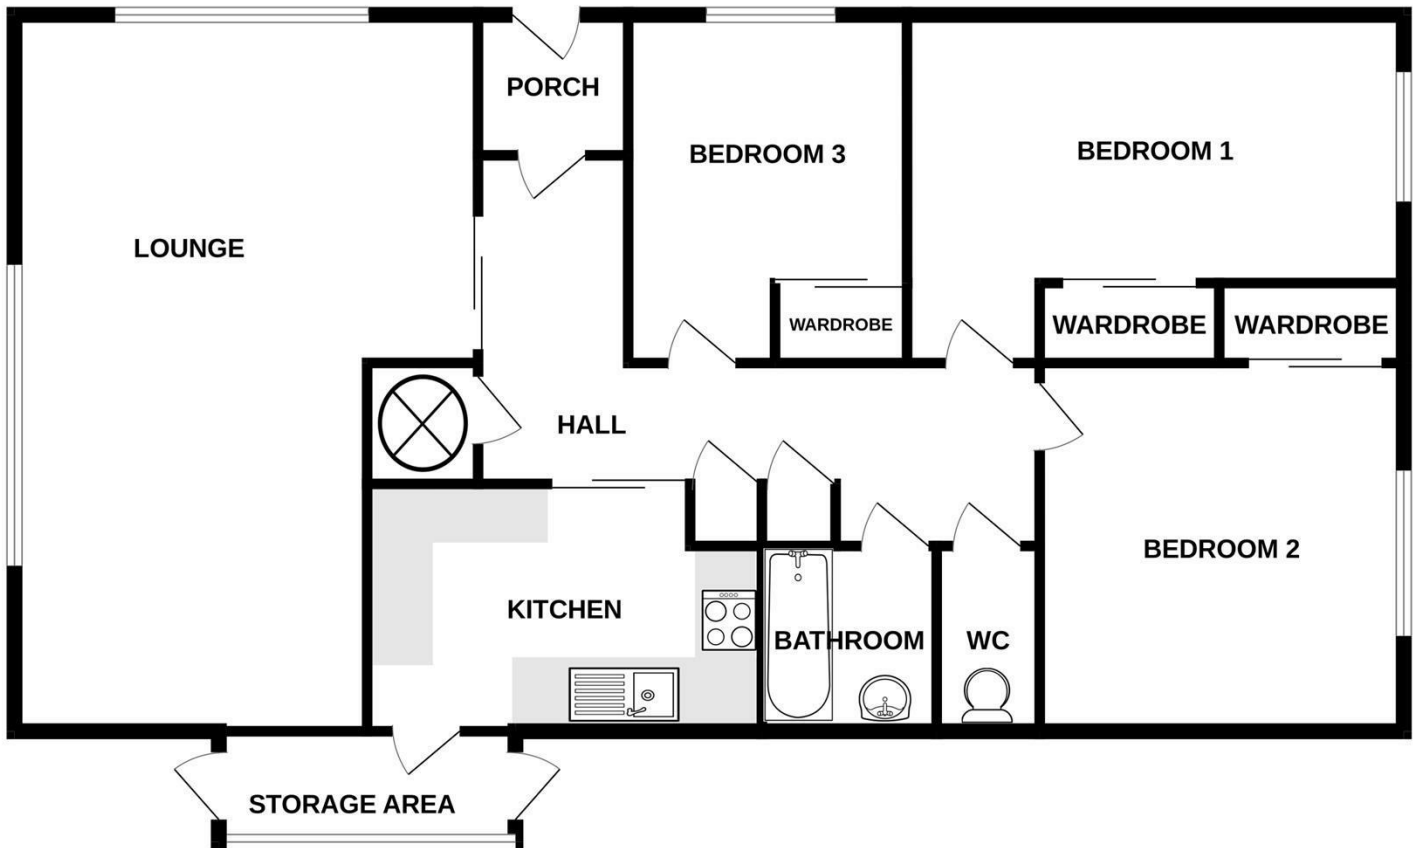 PORCH
BEDROOM 3
BEDROOM 1
LOUNGE
WARDROBE
WARDROBE
WARDROBE
HALL
BEDROOM 2
KITCHEN
BATHROOM
WC
STORAGE AREA